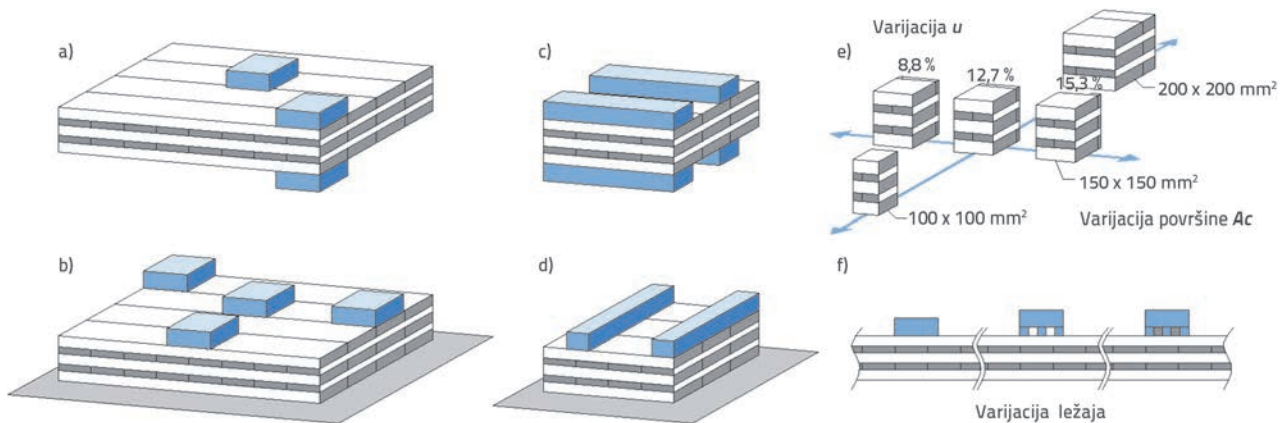 a)
c)
e)
Varijacija u
8,8 %
12,7 %
15,3 %
200 x 200 mm²
150 x 150 mm²
100 x 100 mm²
Varijacija površine Ac
b)
d)
f)
Varijacija ležaja